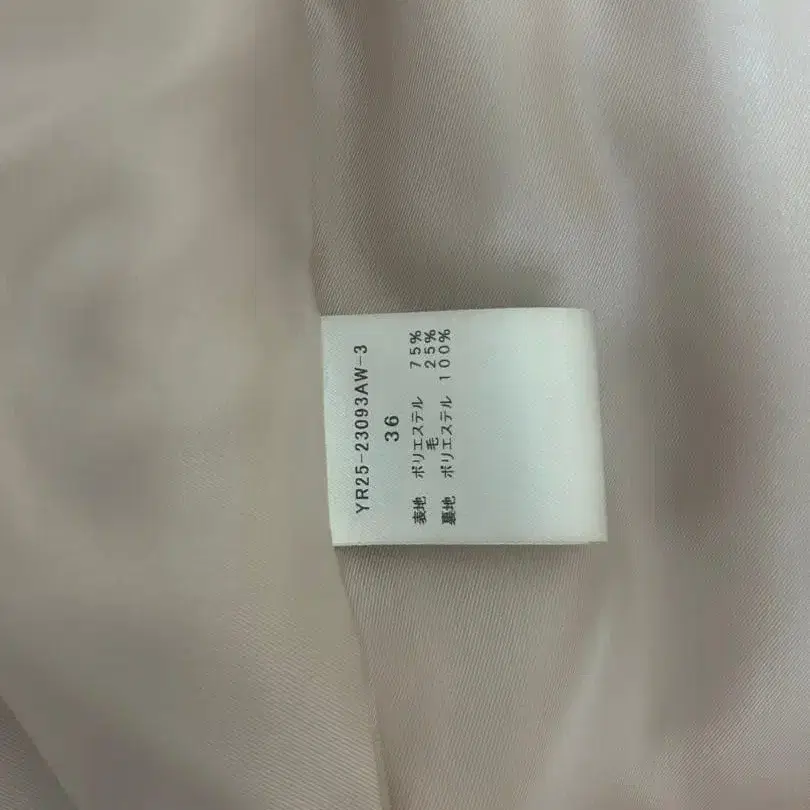 YR25-23093AW-3
36
表地 ポリエステル 75%
毛 25%
裏地 ポリエステル 100%